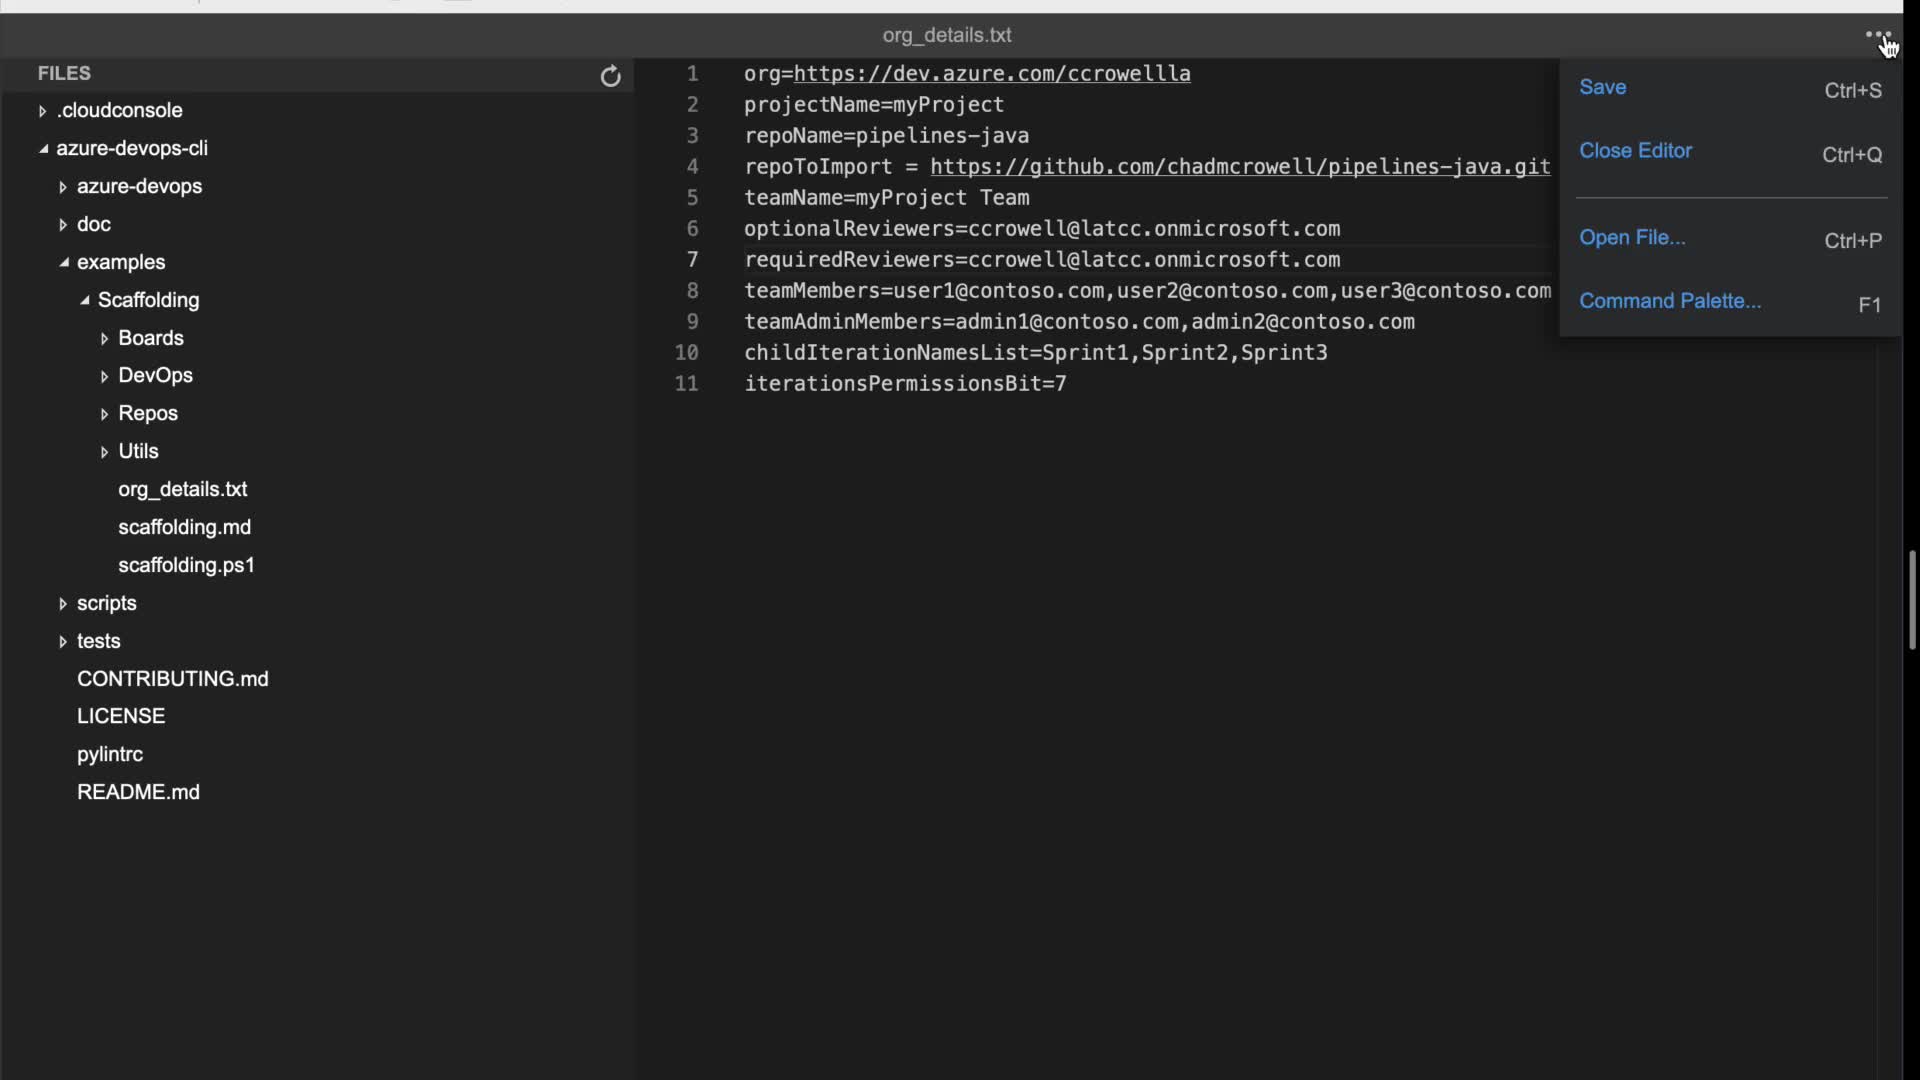 org_details.txt
FILES
.cloudconsole
azure-devops-cli
azure-devops
doc
examples
Scaffolding
Boards
DevOps
Repos
Utils
org_details.txt
scaffolding.md
scaffolding.ps1
scripts
tests
CONTRIBUTING.md
LICENSE
pylintrc
README.md
1 org=https://dev.azure.com/ccrowellla
2 projectName=myProject
3 repoName=pipelines-java
4 repoToImport = https://github.com/chadmcrowell/pipelines-java.git
5 teamName=myProject Team
6 optionalReviewers=ccrowell@latcc.onmicrosoft.com
7 requiredReviewers=ccrowell@latcc.onmicrosoft.com
8 teamMembers=user1@contoso.com,user2@contoso.com,user3@contoso.com
9 teamAdminMembers=admin1@contoso.com,admin2@contoso.com
10 childIterationNamesList=Sprint1,Sprint2,Sprint3
11 iterationsPermissionsBit=7
Save Ctrl+S
Close Editor Ctrl+Q
Open File... Ctrl+P
Command Palette... F1